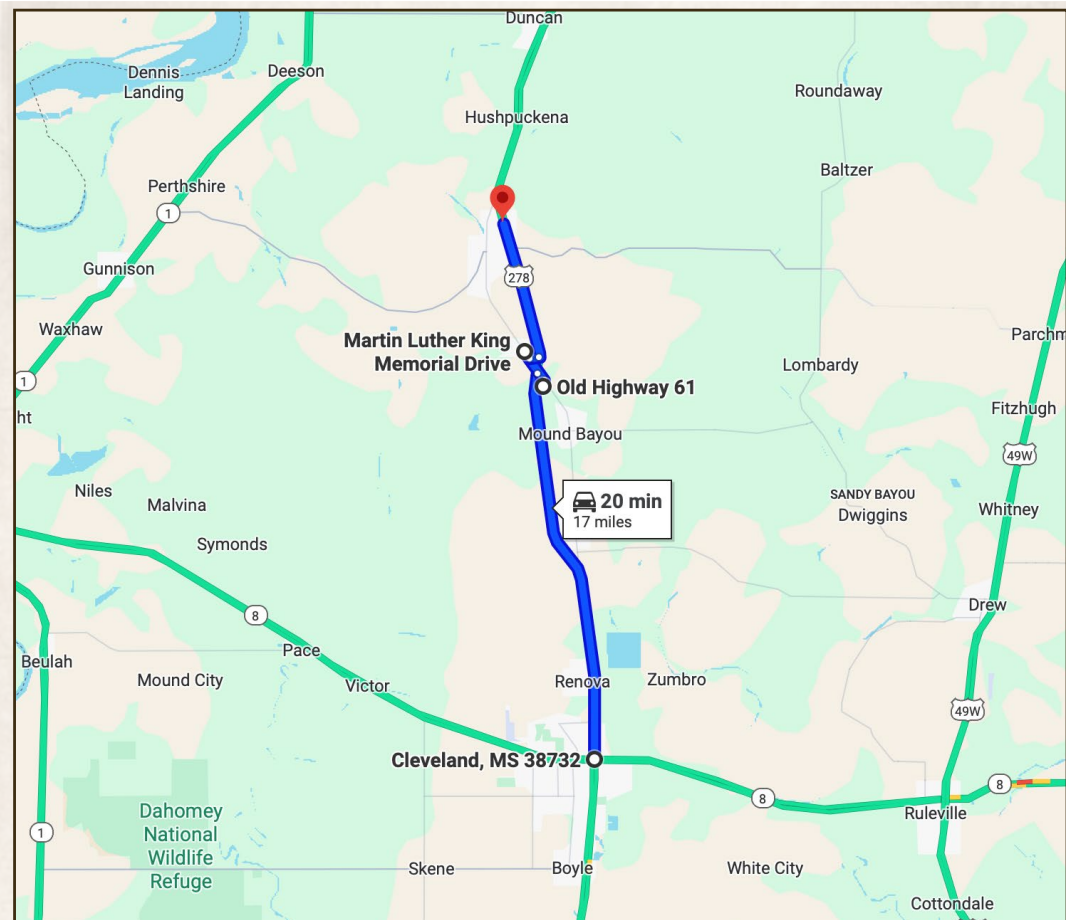 Duncan
Dennis
Landing
Deeson
Roundaway
Hushpuckena
Baltzer
Perthshire
1
Gunnison
278
Waxhaw
Martin Luther King
Memorial Drive
Parchm
Lombardy
1
Old Highway 61
ht
Fitzhugh
Mound Bayou
49W
Niles
Malvina
20 min
17 miles
SANDY BAYOU
Dwiggins
Whitney
Symonds
Drew
8
Pace
Beulah
Mound City
Victor
Renova
Zumbro
49W
Cleveland, MS 38732
8
8
Ruleville
Dahomey
National
Wildlife
Refuge
1
Skene
Boyle
White City
Cottondale